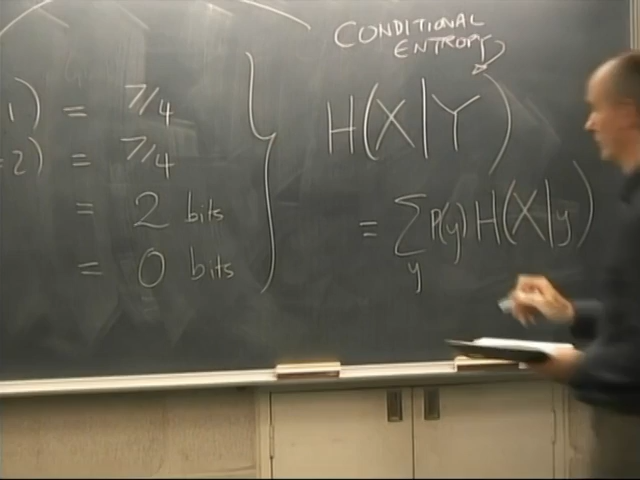 1) = 7/4
=2) = 7/4
= 2 bits
= 0 bits
CONDITIONAL
ENTROPY
H(X|Y)
= ∑ P(y) H(X|y)
y